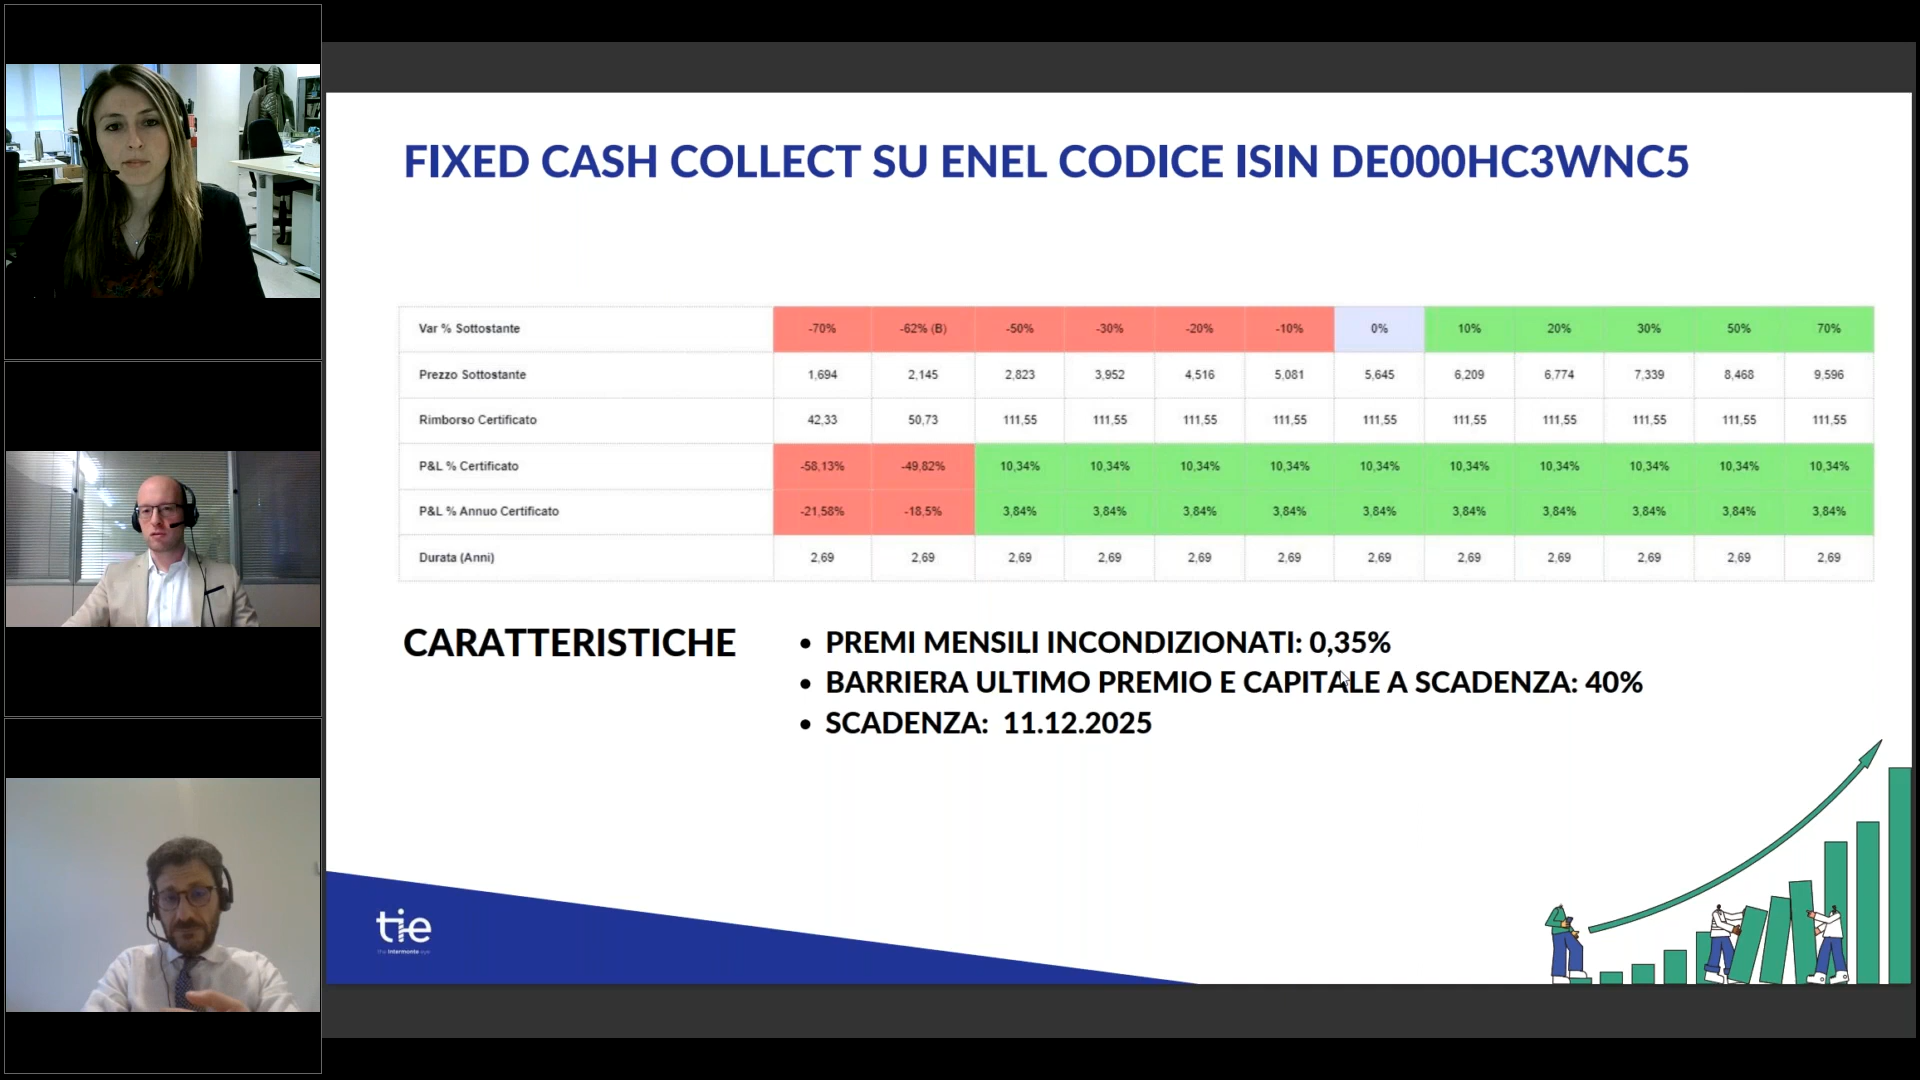 FIXED CASH COLLECT SU ENEL CODICE ISIN DE000HC3WNC5
Var % Sottostante -70% -62% (B) -50% -30% -20% -10% 0% 10% 20% 30% 50% 70%
Prezzo Sottostante 1,694 2,145 2,823 3,952 4,516 5,081 5,645 6,209 6,774 7,339 8,468 9,596
Rimborso Certificato 42,33 50,73 111,55 111,55 111,55 111,55 111,55 111,55 111,55 111,55 111,55 111,55
P&L % Certificato -58,13% -49,82% 10,34% 10,34% 10,34% 10,34% 10,34% 10,34% 10,34% 10,34% 10,34% 10,34%
P&L % Annuo Certificato -21,58% -18,5% 3,84% 3,84% 3,84% 3,84% 3,84% 3,84% 3,84% 3,84% 3,84% 3,84%
Durata (Anni) 2,69 2,69 2,69 2,69 2,69 2,69 2,69 2,69 2,69 2,69 2,69 2,69
CARATTERISTICHE
• PREMI MENSILI INCONDIZIONATI: 0,35%
• BARRIERA ULTIMO PREMIO E CAPITALE A SCADENZA: 40%
• SCADENZA: 11.12.2025
tie
the intermonte eye